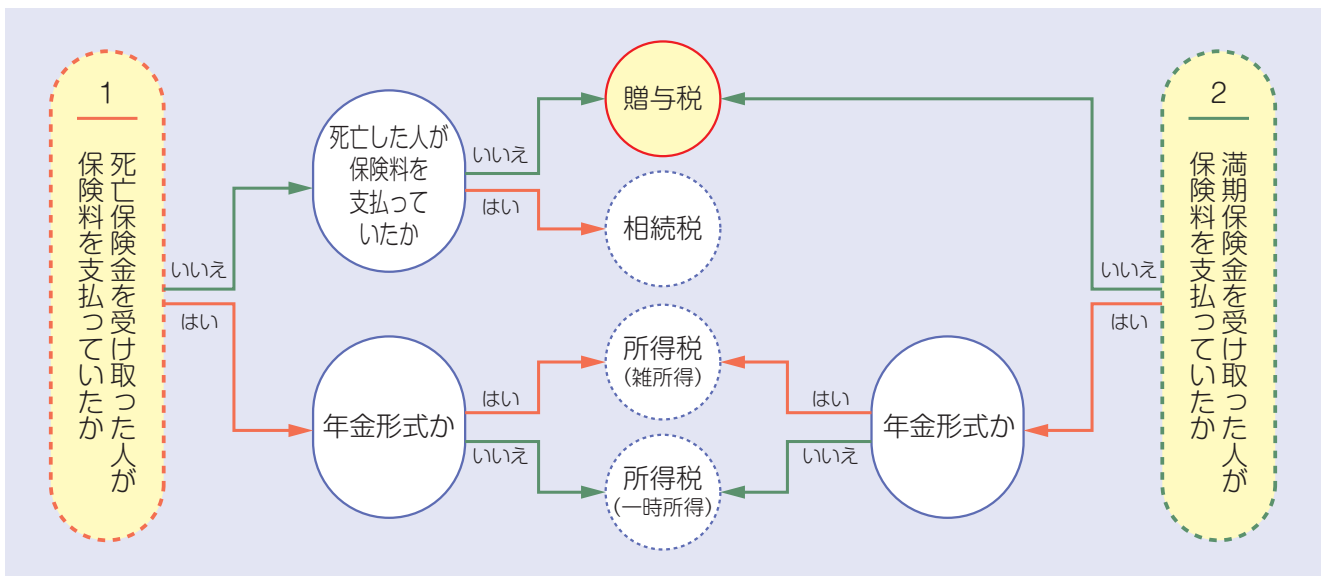 1
死亡保険金を受け取った人が
保険料を支払っていたか
いいえ
はい
死亡した人が
保険料を
支払って
いたか
いいえ
はい
年金形式か
はい
いいえ
贈与税
相続税
所得税
(雑所得)
所得税
(一時所得)
年金形式か
はい
いいえ
いいえ
はい
2
満期保険金を受け取った人が
保険料を支払っていたか